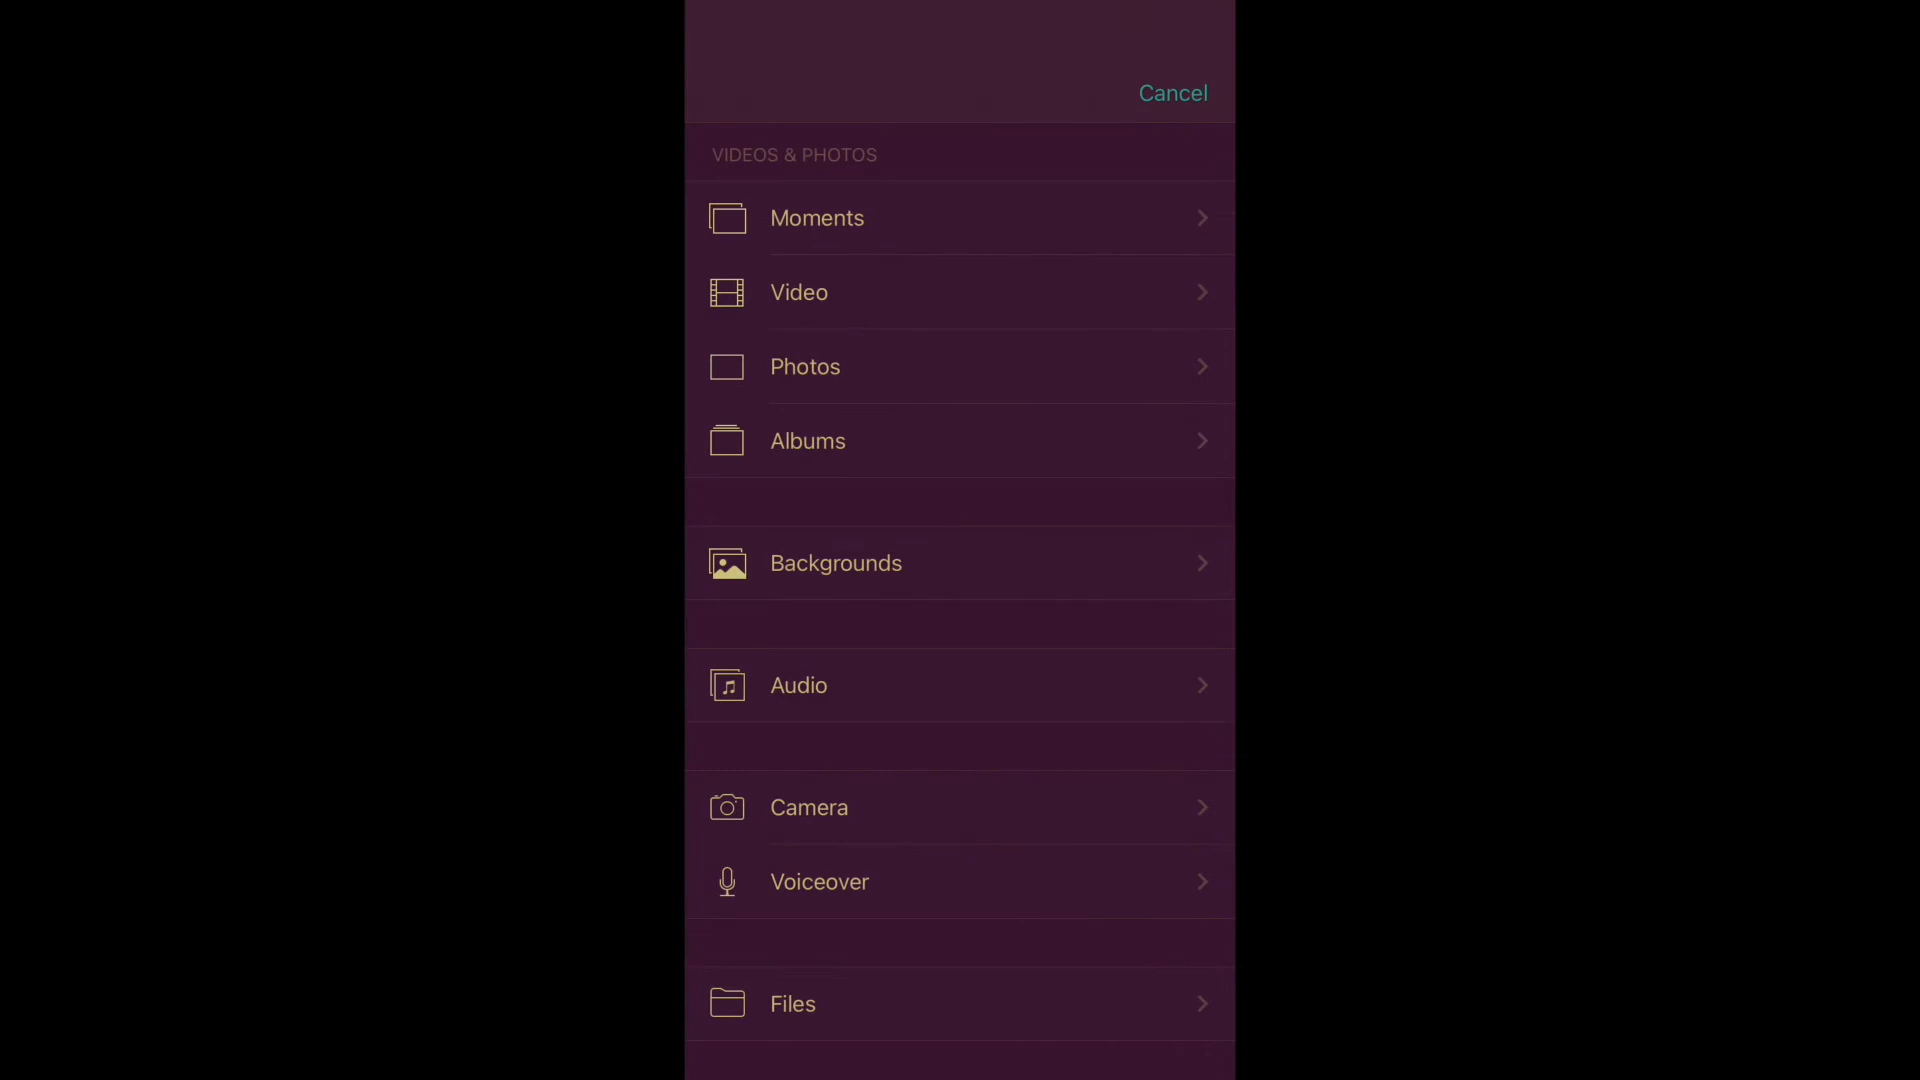 Cancel
VIDEOS & PHOTOS
Moments
Video
Photos
Albums
Backgrounds
Audio
Camera
Voiceover
Files